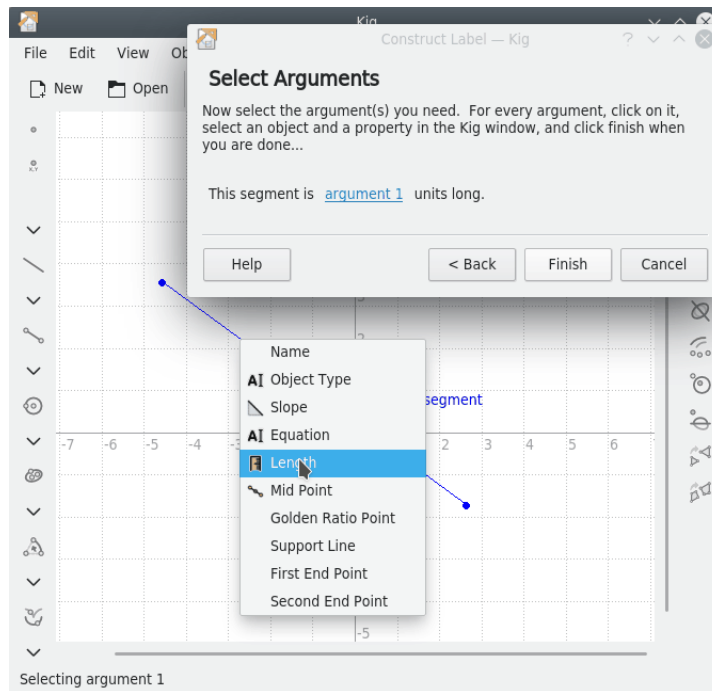 Kig
Construct Label — Kig
?
File Edit View
New Open
Select Arguments
Now select the argument(s) you need. For every argument, click on it,
select an object and a property in the Kig window, and click finish when
you are done...
This segment is argument 1 units long.
Help < Back Finish Cancel
Name
AI Object Type
Slope
AI Equation
Length
Mid Point
Golden Ratio Point
Support Line
First End Point
Second End Point
segment
-7 -6 -5 -4 2 3 4 5 6
-5
Selecting argument 1